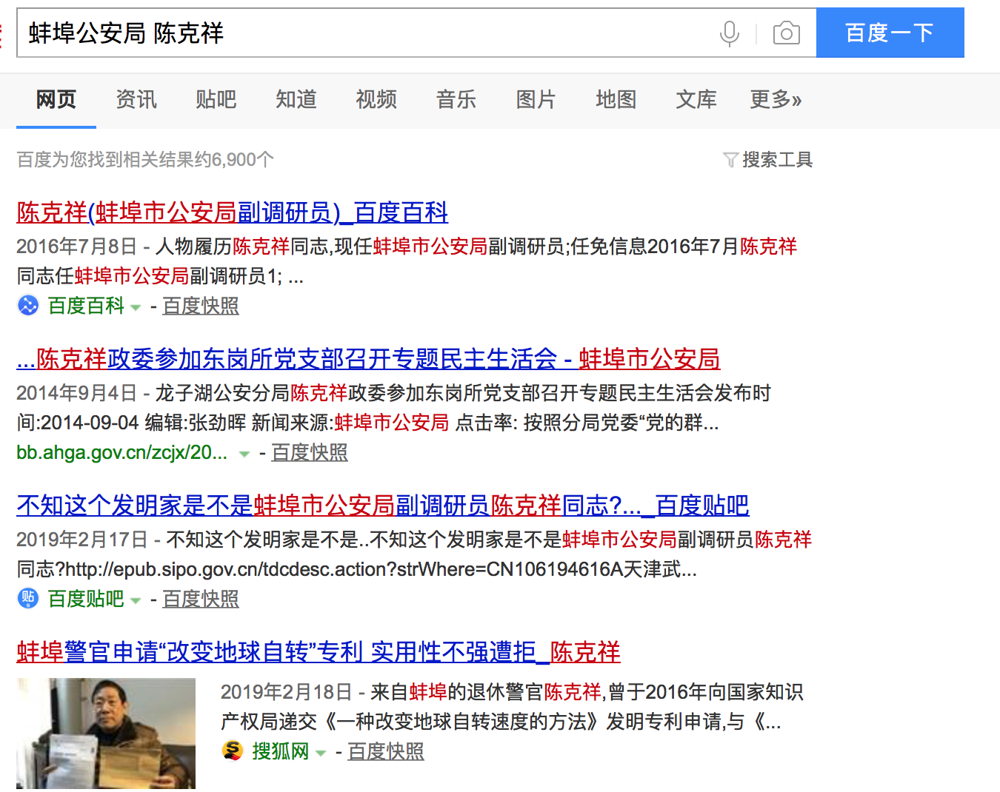 蚌埠公安局 陈克祥
百度一下
网页 资讯 贴吧 知道 视频 音乐 图片 地图 文库 更多»
百度为您找到相关结果约6,900个
搜索工具
陈克祥(蚌埠市公安局副调研员)_百度百科
2016年7月8日 - 人物履历陈克祥同志,现任蚌埠市公安局副调研员;任免信息2016年7月陈克祥
同志任蚌埠市公安局副调研员1; ...
百度百科 - 百度快照
...陈克祥政委参加东岗所党支部召开专题民主生活会 - 蚌埠市公安局
2014年9月4日 - 龙子湖公安分局陈克祥政委参加东岗所党支部召开专题民主生活会发布时
间:2014-09-04 编辑:张劲晖 新闻来源:蚌埠市公安局 点击率: 按照分局党委“党的群...
bb.ahga.gov.cn/zcjx/20... - 百度快照
不知这个发明家是不是蚌埠市公安局副调研员陈克祥同志?..._百度贴吧
2019年2月17日 - 不知这个发明家是不是..不知这个发明家是不是蚌埠市公安局副调研员陈克祥
同志?http://epub.sipo.gov.cn/tdcdesc.action?strWhere=CN106194616A天津武...
贴 百度贴吧 - 百度快照
蚌埠警官申请“改变地球自转”专利 实用性不强遭拒_陈克祥
2019年2月18日 - 来自蚌埠的退休警官陈克祥,曾于2016年向国家知识
产权局递交《一种改变地球自转速度的方法》发明专利申请,与《...
搜狐网 - 百度快照